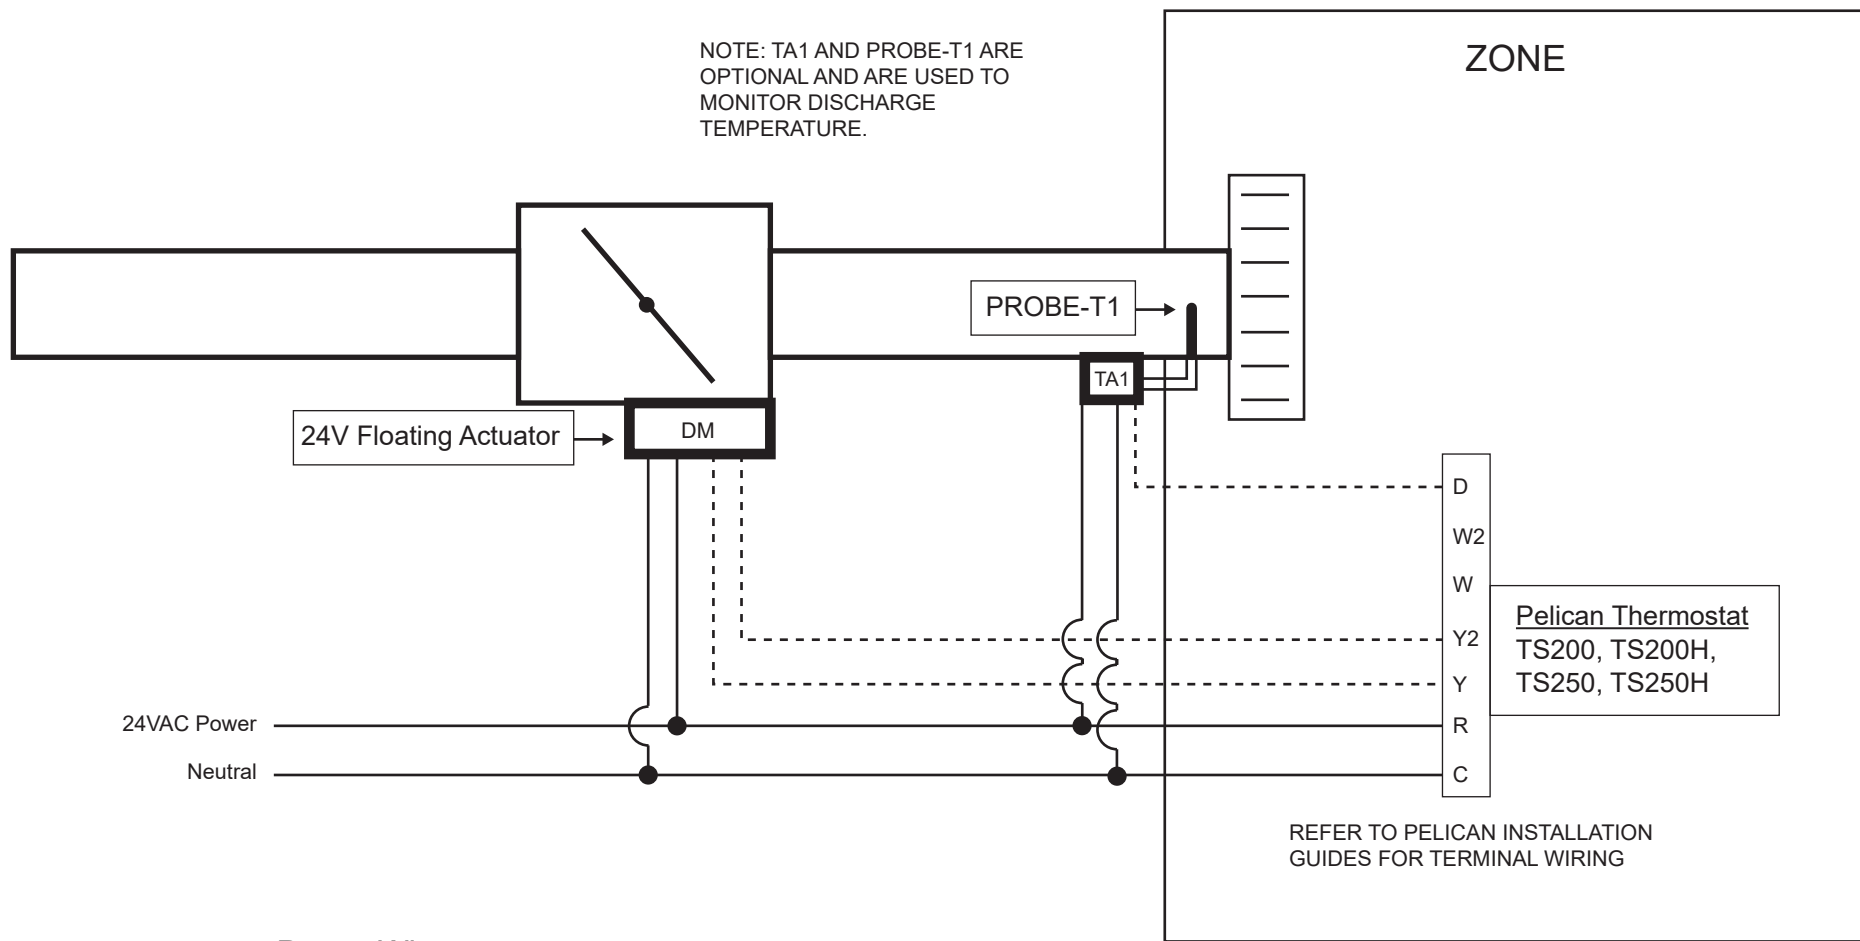 NOTE: TA1 AND PROBE-T1 ARE
OPTIONAL AND ARE USED TO
MONITOR DISCHARGE
TEMPERATURE.
ZONE
PROBE-T1
TA1
24V Floating Actuator
DM
D
W2
W
Y2
Y
R
C
Pelican Thermostat
TS200, TS200H,
TS250, TS250H
24VAC Power
Neutral
REFER TO PELICAN INSTALLATION
GUIDES FOR TERMINAL WIRING